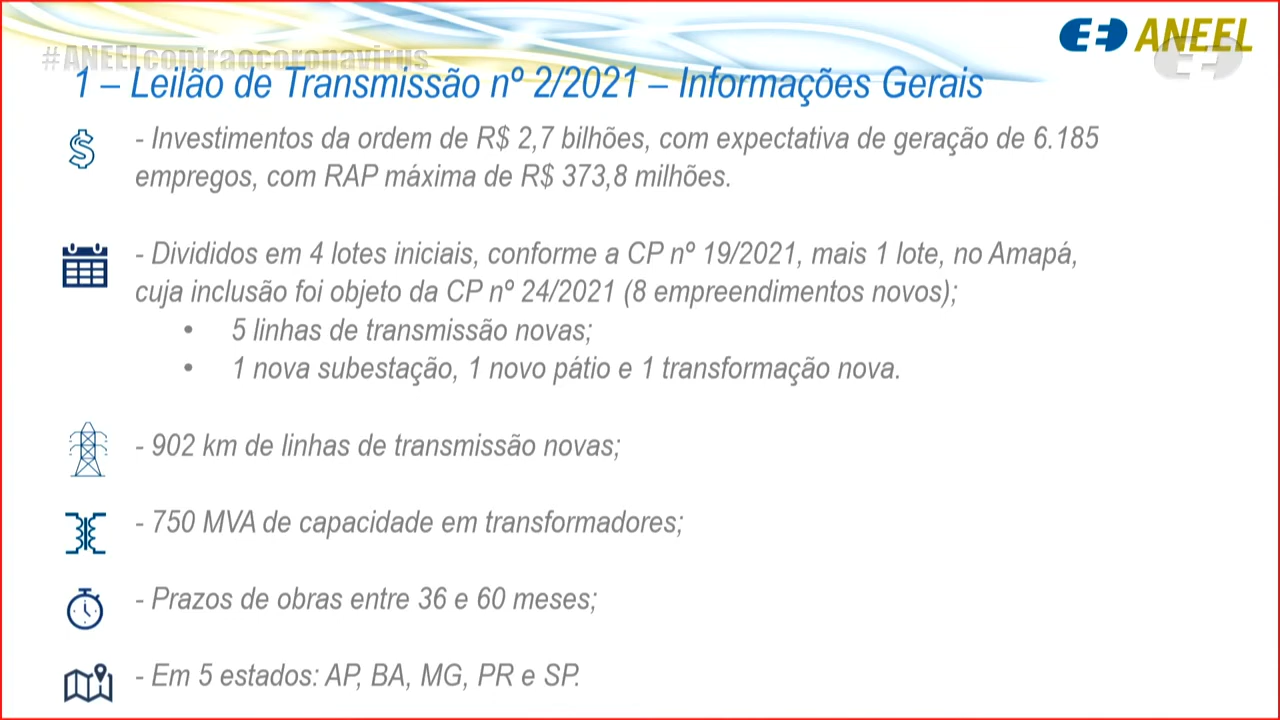 #ANEELcontraocoronavirus
ANEEL
1 – Leilão de Transmissão nº 2/2021 – Informações Gerais
- Investimentos da ordem de R$ 2,7 bilhões, com expectativa de geração de 6.185
empregos, com RAP máxima de R$ 373,8 milhões.
- Divididos em 4 lotes iniciais, conforme a CP nº 19/2021, mais 1 lote, no Amapá,
cuja inclusão foi objeto da CP nº 24/2021 (8 empreendimentos novos);
• 5 linhas de transmissão novas;
• 1 nova subestação, 1 novo pátio e 1 transformação nova.
- 902 km de linhas de transmissão novas;
- 750 MVA de capacidade em transformadores;
- Prazos de obras entre 36 e 60 meses;
- Em 5 estados: AP, BA, MG, PR e SP.